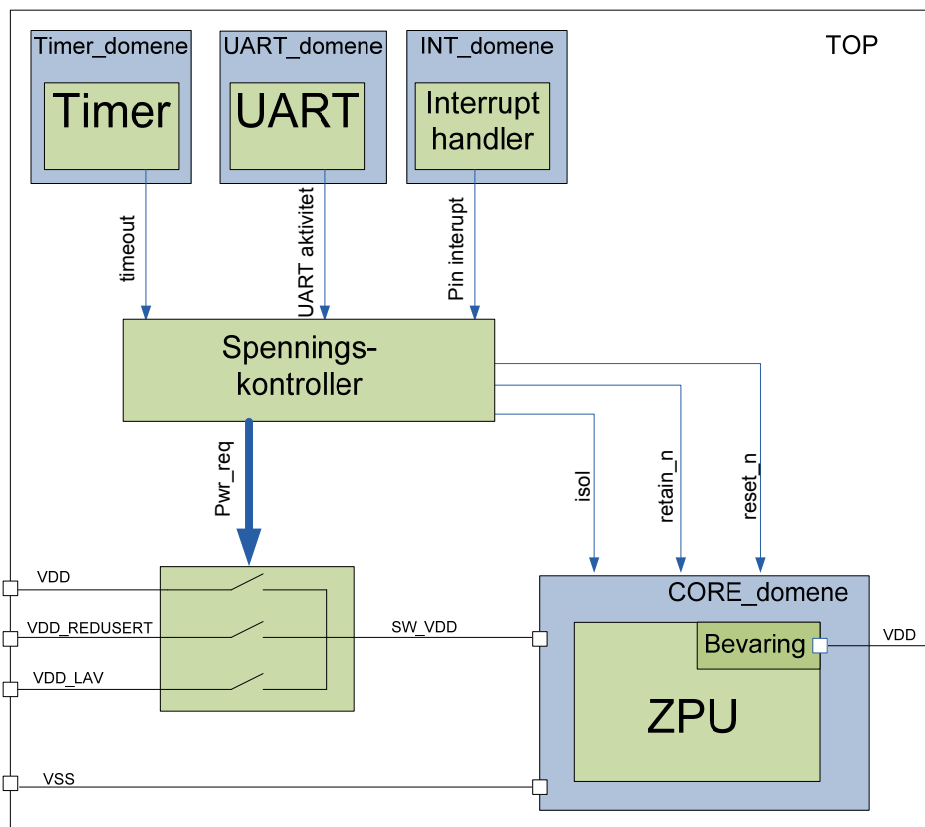 Timer_domene
UART_domene
INT_domene
TOP
Timer
UART
Interrupt
handler
timeout
UART aktivitet
Pin interupt
Spennings-
kontroller
Pwr_req
isol
retain_n
reset_n
VDD
VDD_REDUSERT
VDD_LAV
SW_VDD
CORE_domene
Bevaring
VDD
ZPU
VSS